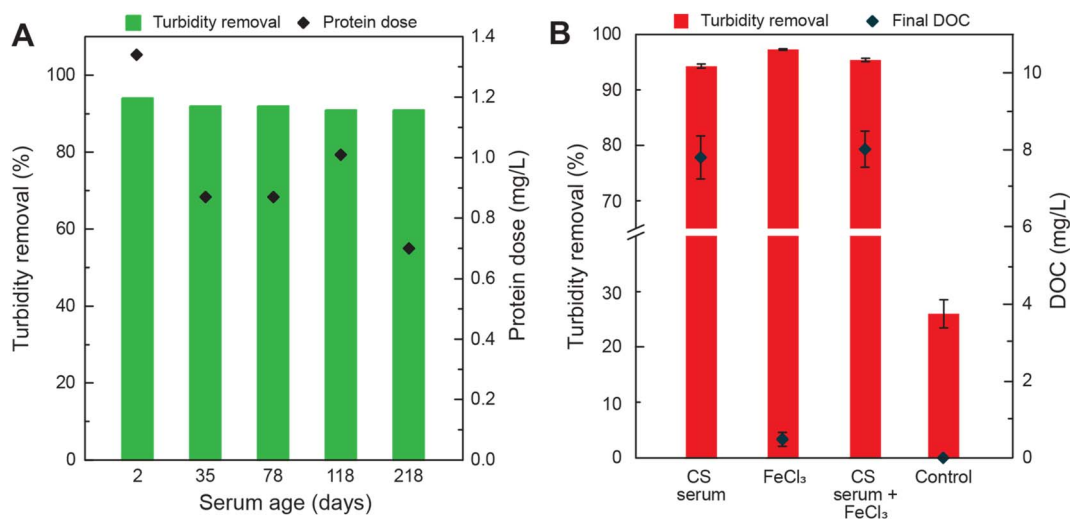 A
Turbidity removal
Protein dose
Turbidity removal (%)
100
80
60
40
20
0
1.4
1.2
1.0
0.8
0.6
0.4
0.2
0.0
Protein dose (mg/L)
2
35
78
118
218
Serum age (days)
B
Turbidity removal
Final DOC
Turbidity removal (%)
100
90
80
70
30
20
10
0
10
8
6
4
2
0
DOC (mg/L)
CS
serum
FeCl₃
CS
serum +
FeCl₃
Control